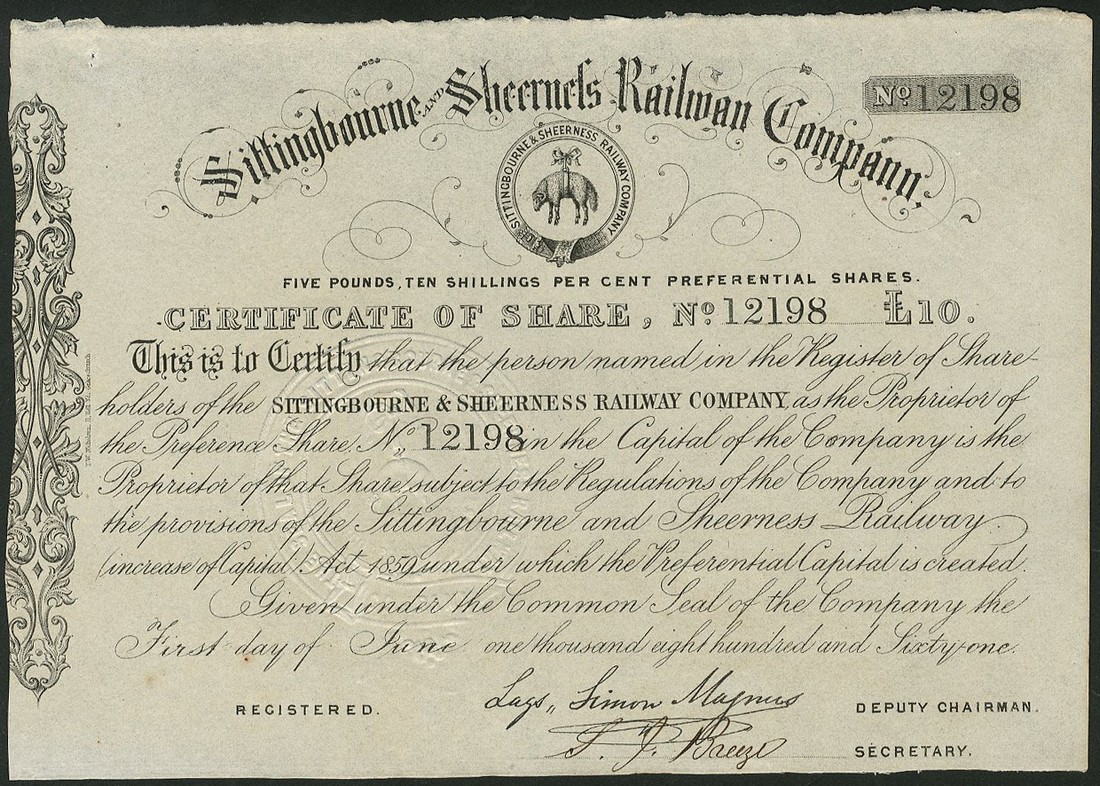 Sittingbourne AND Sheerneſs Railway Company.
No 12198
SITTINGBOURNE & SHEERNESS RAILWAY COMPANY
FIVE POUNDS, TEN SHILLINGS PER CENT PREFERENTIAL SHARES.
CERTIFICATE OF SHARE, No 12198 £10.
This is to Certify that the person named in the Register of Share-
holders of the SITTINGBOURNE & SHEERNESS RAILWAY COMPANY, as the Proprietor of
the Preference Share No 12198 in the Capital of the Company is the
Proprietor of that Share, subject to the Regulations of the Company and to
the provisions of the Sittingbourne and Sheerness Railway
(increase of Capital) Act 1859, under which the Preferential Capital is created.
Given under the Common Seal of the Company the
First day of June one thousand eight hundred and Sixty-one.
REGISTERED.
Simon Magnus DEPUTY CHAIRMAN.
SECRETARY.